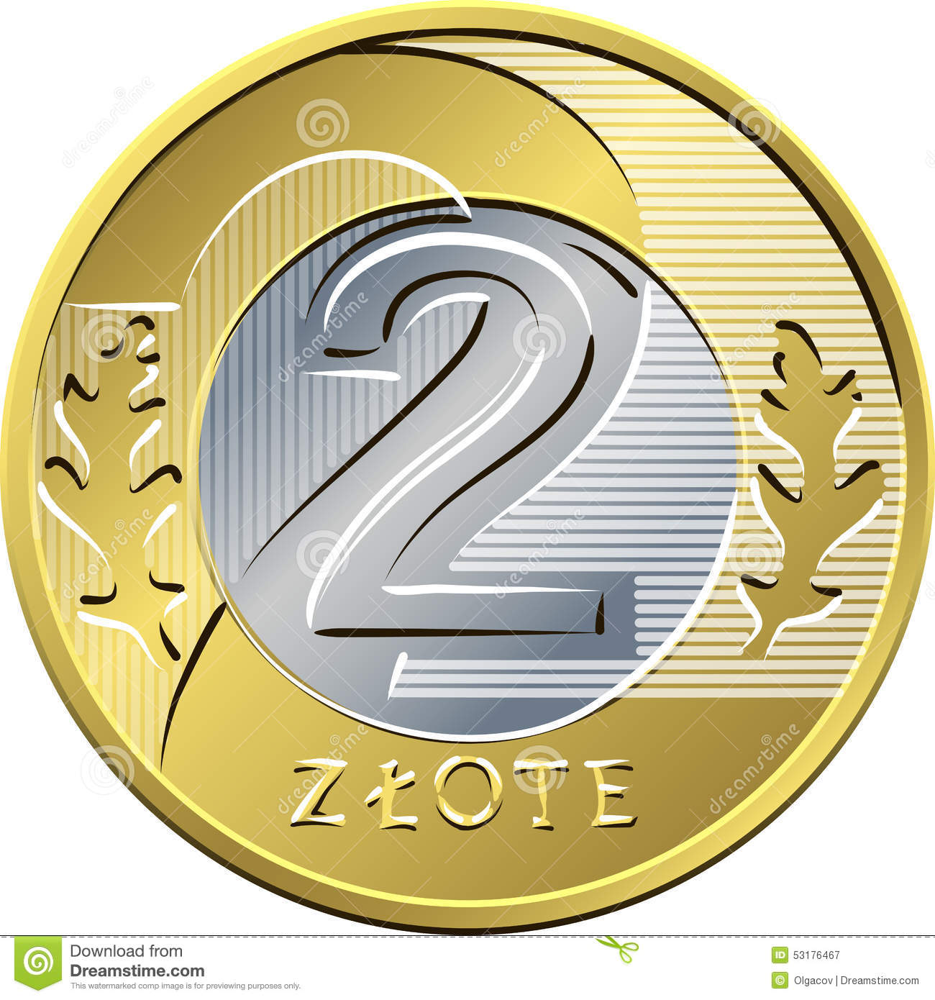 2
ZŁOTE
Download from
Dreamstime.com
This watermarked comp image is for previewing purposes only.
ID 53176467
© Olgacov | Dreamstime.com
dreamstime